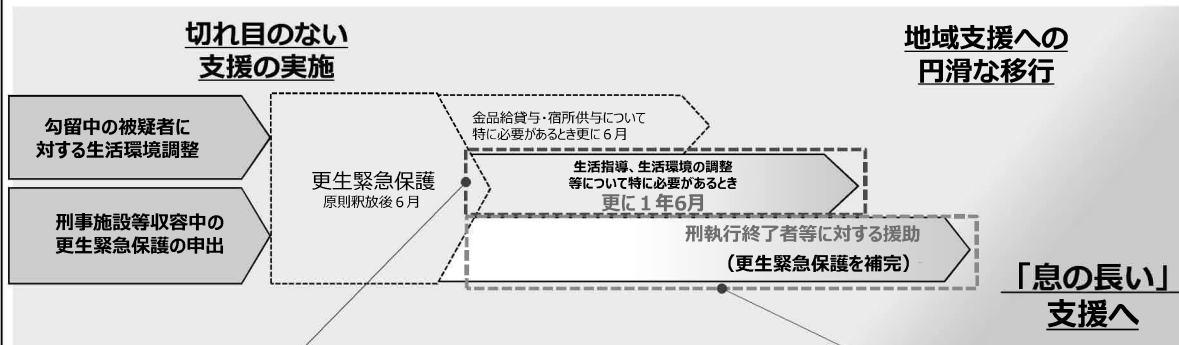 切れ目のない
支援の実施
地域支援への
円滑な移行
勾留中の被疑者に
対する生活環境調整
刑事施設等収容中の
更生緊急保護の申出
更生緊急保護
原則釈放後６月
金品給貸与・宿所供与について
特に必要があるとき更に６月
生活指導、生活環境の調整
等について特に必要があるとき
更に１年6月
刑執行終了者等に対する援助
（更生緊急保護を補完）
「息の長い」
支援へ